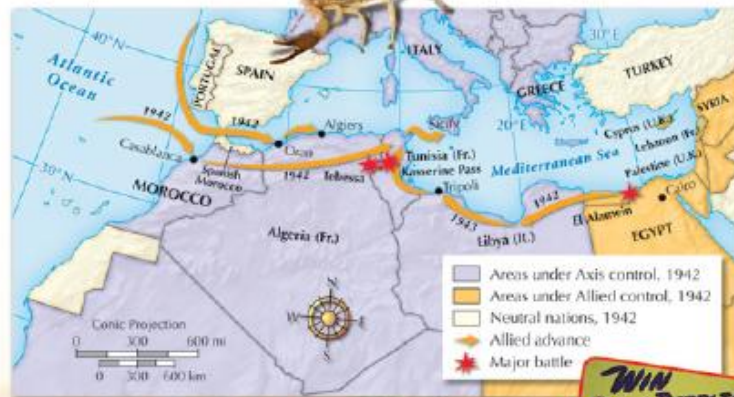 40°N
30°E
ITALY
Atlantic
Ocean
PORTUGAL
SPAIN
GREECE
TURKEY
SYRIA
1942
1942
Algiers
Sicily
20°E
Cyprus (U.K.)
Lebanon (Fr.)
Casablanca
Oran
Tunisia (Fr.)
Mediterranean Sea
Palestine (U.K.)
30°N
Spanish
Morocco
1942
Tebessa
Kasserine Pass
Tripoli
MOROCCO
1943
1942
El Alamein
Cairo
Algeria (Fr.)
Libya (It.)
EGYPT
N
W
E
S
Areas under Axis control, 1942
Areas under Allied control, 1942
Neutral nations, 1942
Allied advance
Major battle
Conic Projection
0 300 600 mi
0 300 600 km
WIN